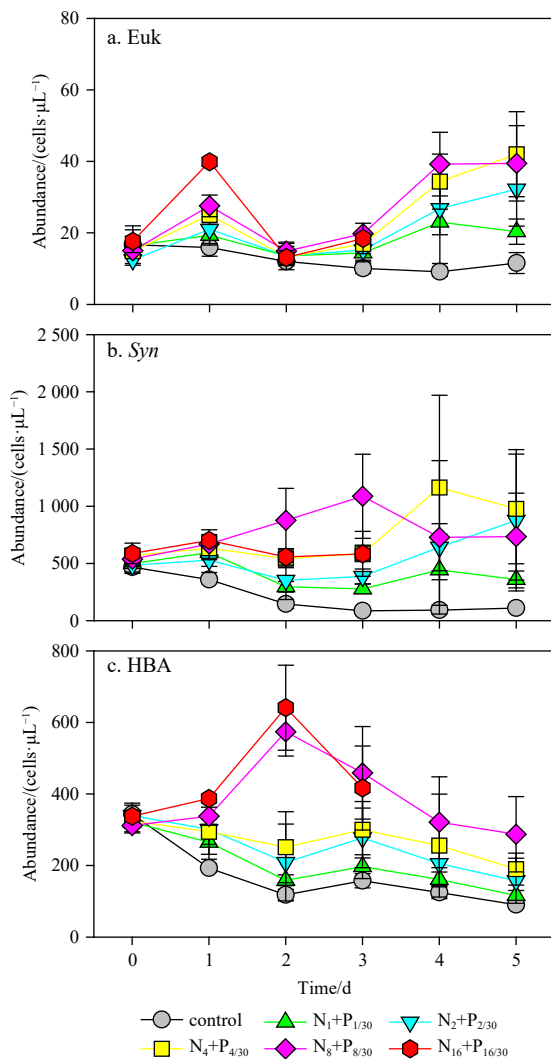 a. Euk
Abundance/(cells·μL⁻¹)
80
60
40
20
0
b. Syn
Abundance/(cells·μL⁻¹)
2 500
2 000
1 500
1 000
500
0
c. HBA
Abundance/(cells·μL⁻¹)
800
600
400
200
0
0 1 2 3 4 5
Time/d
control N₁+P₁/₃₀ N₂+P₂/₃₀
N₄+P₄/₃₀ N₈+P₈/₃₀ N₁₆+P₁₆/₃₀